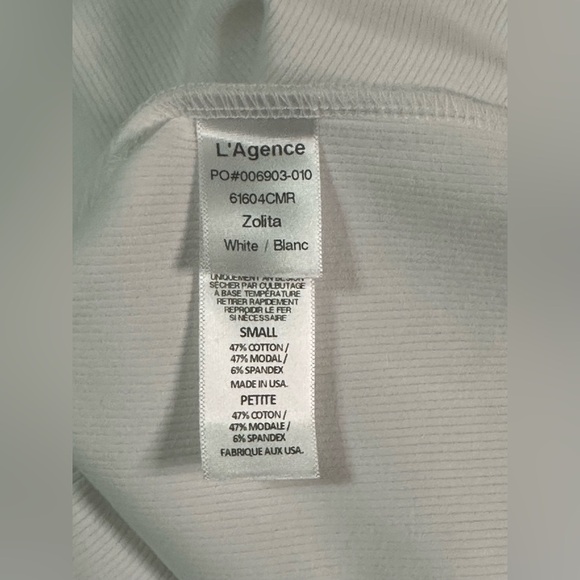 L'Agence
PO#006903-010
61604CMR
Zolita
White / Blanc
UNIQUEMENT AN BESOIN
SÉCHER PAR CULBUTAGE
À BASE TEMPÉRATURE
RETIRER RAPIDEMENT
REPROIDIR LE FER
SI NÉCESSAIRE
SMALL
47% COTTON /
47% MODAL /
6% SPANDEX
MADE IN USA.
PETITE
47% COTON /
47% MODALE /
6% SPANDEX
FABRIQUE AUX USA.